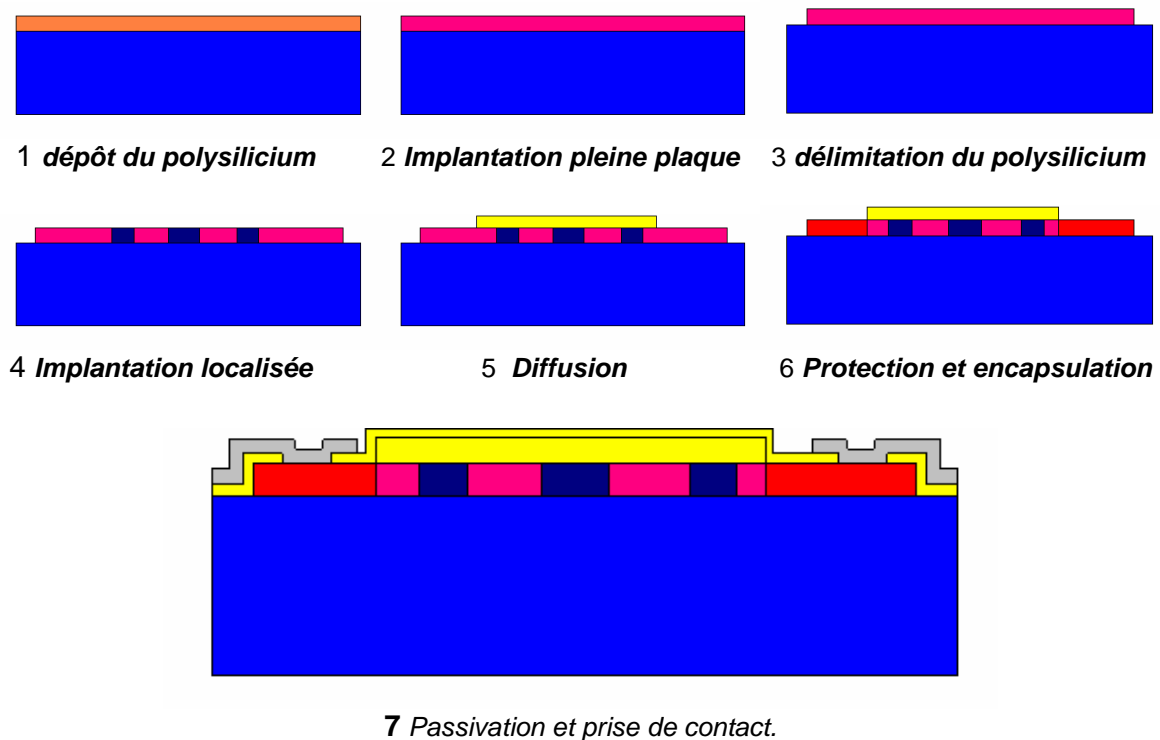 1 dépôt du polysilicium
2 Implantation pleine plaque
3 délimitation du polysilicium
4 Implantation localisée
5 Diffusion
6 Protection et encapsulation
7 Passivation et prise de contact.